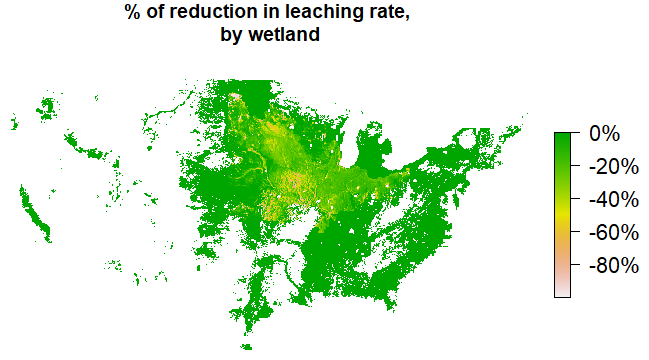 % of reduction in leaching rate,
by wetland
0%
-20%
-40%
-60%
-80%